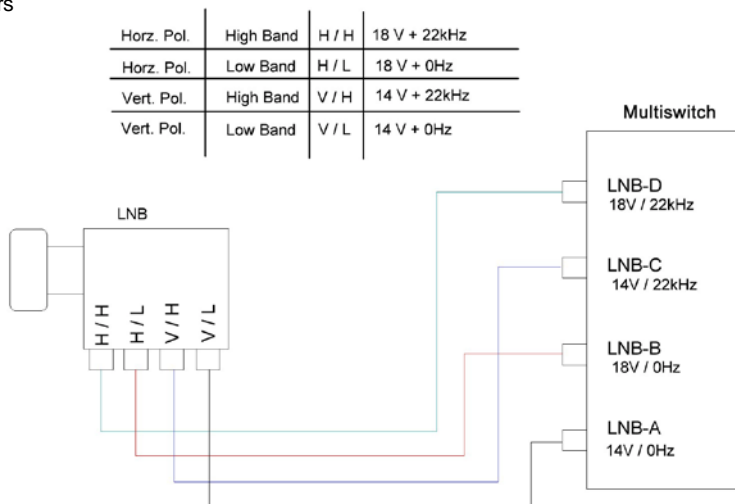 rs
Horz. Pol. High Band H / H 18 V + 22kHz
Horz. Pol. Low Band H / L 18 V + 0Hz
Vert. Pol. High Band V / H 14 V + 22kHz
Vert. Pol. Low Band V / L 14 V + 0Hz
Multiswitch
LNB
H / H
H / L
V / H
V / L
LNB-D
18V / 22kHz
LNB-C
14V / 22kHz
LNB-B
18V / 0Hz
LNB-A
14V / 0Hz